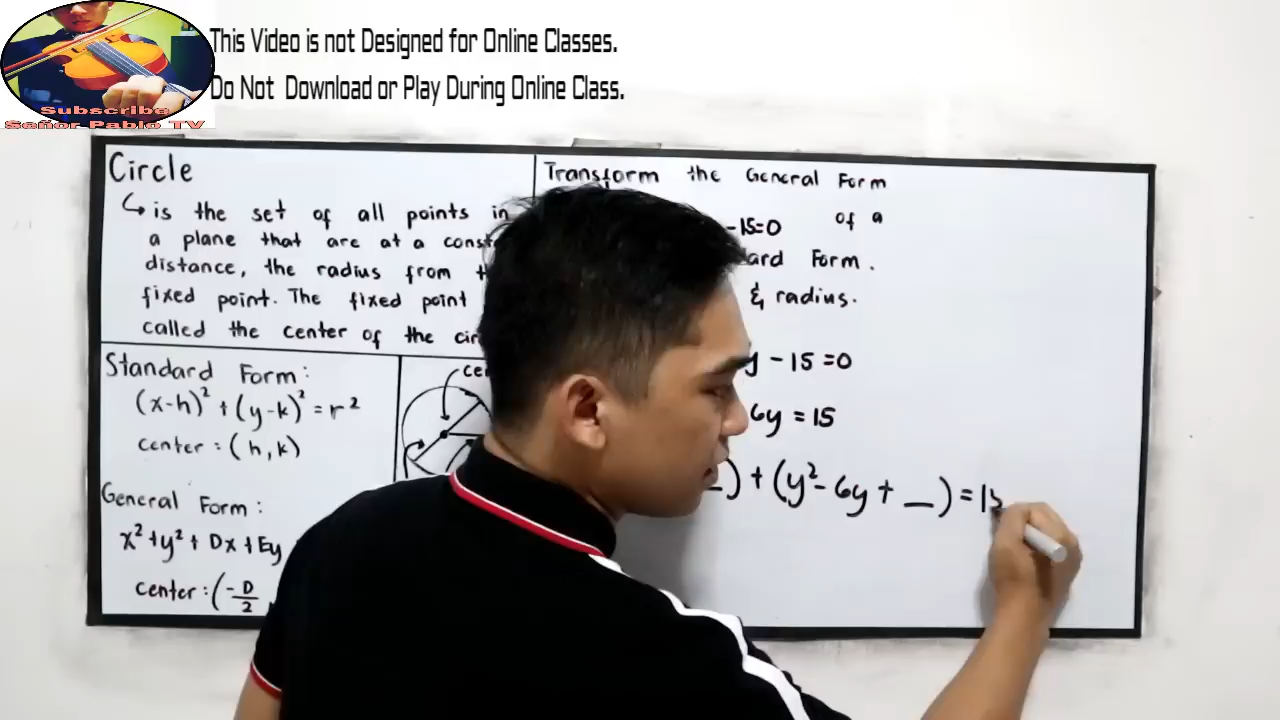 This Video is not Designed for Online Classes.
Do Not Download or Play During Online Class.
Subscribe
Señor Pablo TV
Circle
↳ is the set of all points in
a plane that are at a
distance, the radius from
fixed point. The fixed point
called the center of the
Standard Form:
(x-h)² + (y-k)² = r²
center : (h, k)
General Form:
x² + y² + Dx + Ey
center : (-D/2
Transform the General Form
-15=0 of a
Form.
& radius.
y - 15 = 0
6y = 15
) + (y² - 6y + _) = 15